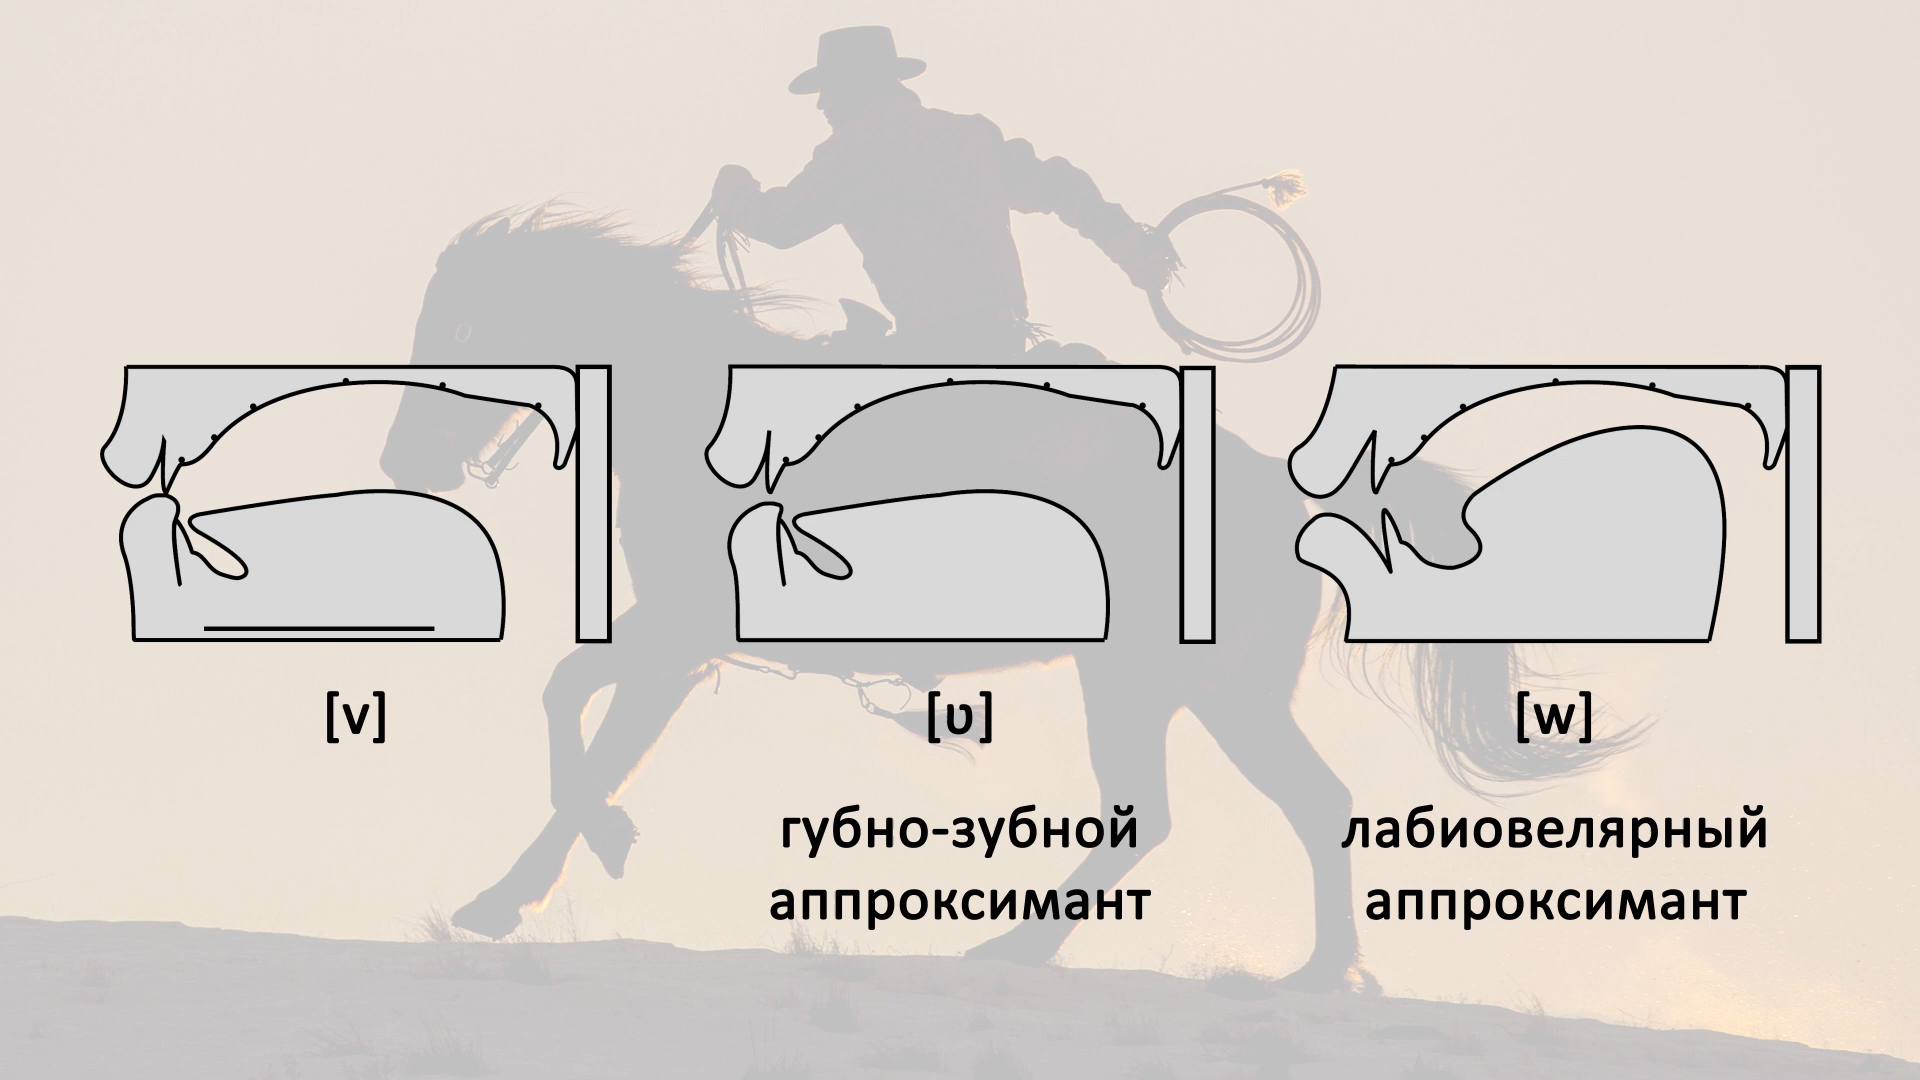 [v]
[ʋ]
[w]
губно-зубной
аппроксимант
лабиовелярный
аппроксимант